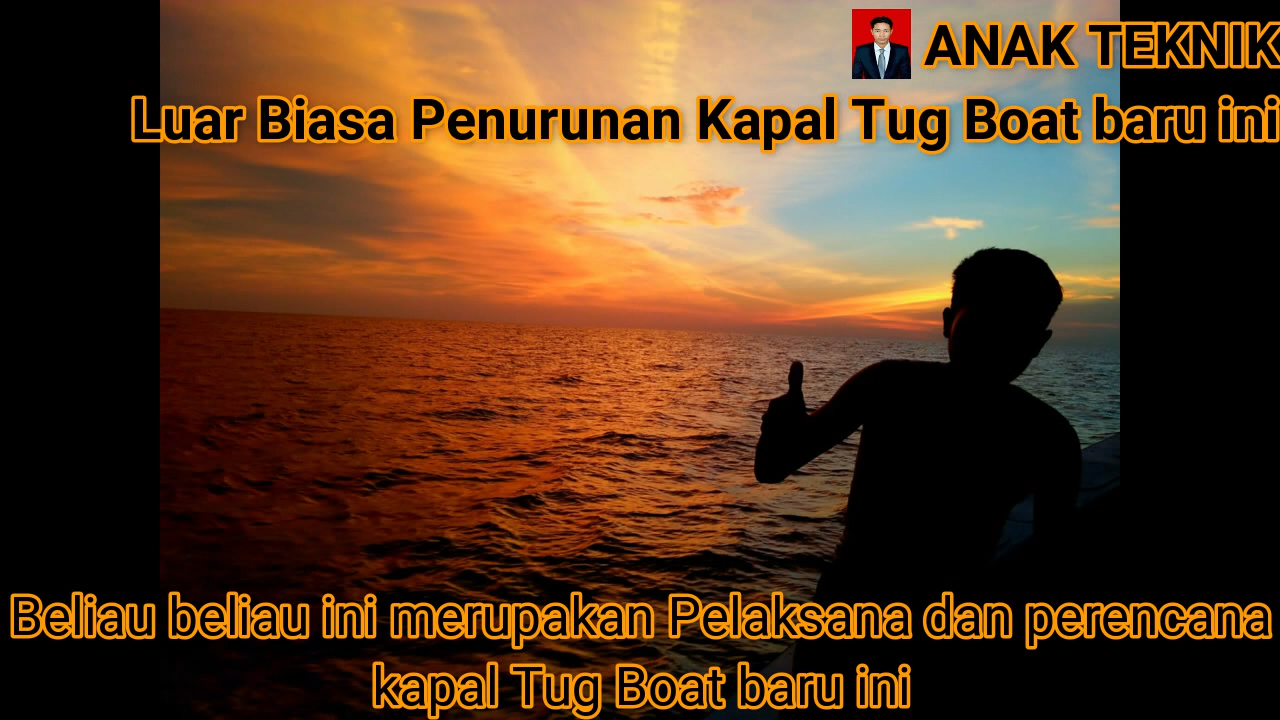 ANAK TEKNIK
Luar Biasa Penurunan Kapal Tug Boat baru ini
Beliau beliau ini merupakan Pelaksana dan perencana
kapal Tug Boat baru ini